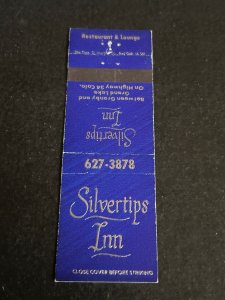 Restaurant & Lounge
Between Granby and
Grand Lake
On Highway 34 Colo.
Silvertips
Inn
627-3878
Silvertips
Inn
CLOSE COVER BEFORE STRIKING